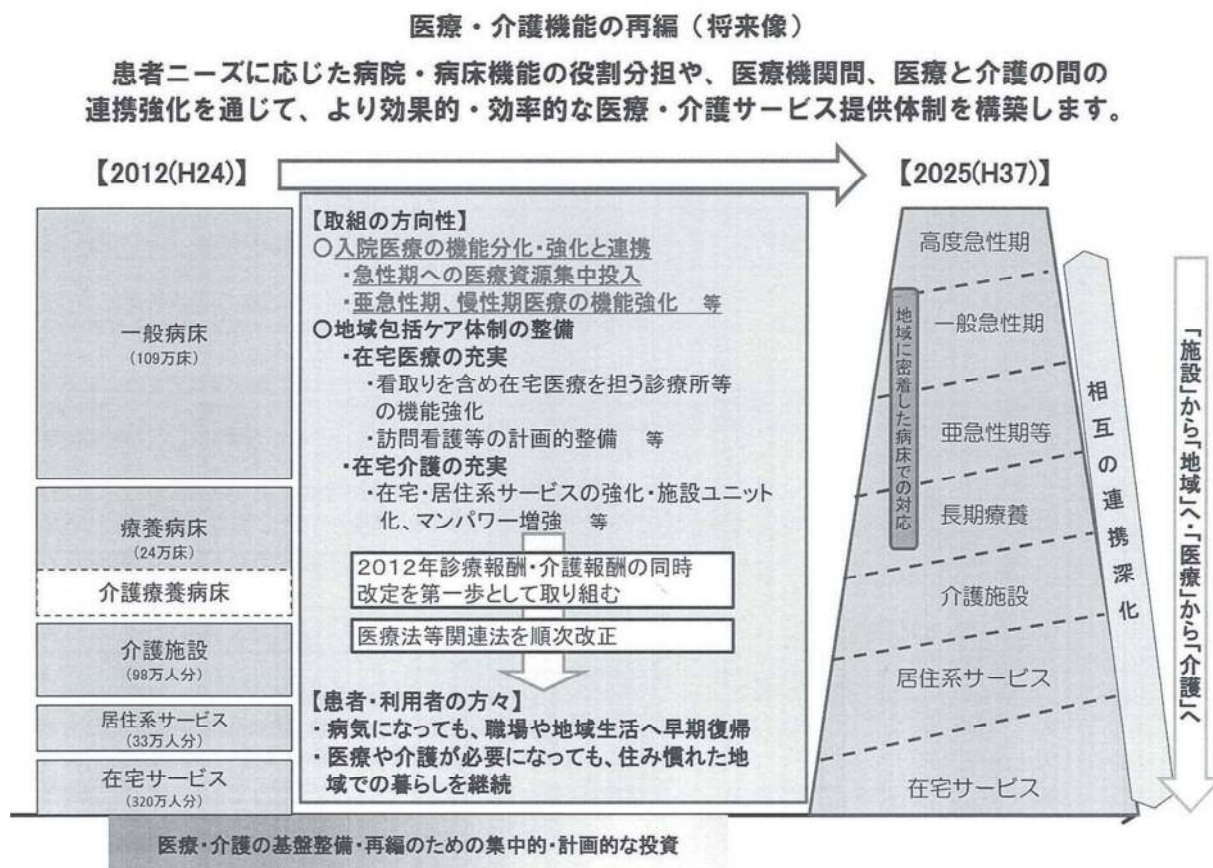 医療・介護機能の再編（将来像）
患者ニーズに応じた病院・病床機能の役割分担や、医療機関間、医療と介護の間の
連携強化を通じて、より効果的・効率的な医療・介護サービス提供体制を構築します。
【2012(H24)】
【2025(H37)】
一般病床
(109万床)
療養病床
(24万床)
介護療養病床
介護施設
(98万人分)
居住系サービス
(33万人分)
在宅サービス
(320万人分)
【取組の方向性】
○入院医療の機能分化・強化と連携
・急性期への医療資源集中投入
・亜急性期、慢性期医療の機能強化 等
○地域包括ケア体制の整備
・在宅医療の充実
・看取りを含め在宅医療を担う診療所等
の機能強化
・訪問看護等の計画的整備 等
・在宅介護の充実
・在宅・居住系サービスの強化・施設ユニット
化、マンパワー増強 等
2012年診療報酬・介護報酬の同時
改定を第一歩として取り組む
医療法等関連法を順次改正
【患者・利用者の方々】
・病気になっても、職場や地域生活へ早期復帰
・医療や介護が必要になっても、住み慣れた地
域での暮らしを継続
高度急性期
一般急性期
亜急性期等
長期療養
介護施設
居住系サービス
在宅サービス
地域に密着した病床での対応
相互の連携深化
「施設」から「地域」へ・「医療」から「介護」へ
医療・介護の基盤整備・再編のための集中的・計画的な投資